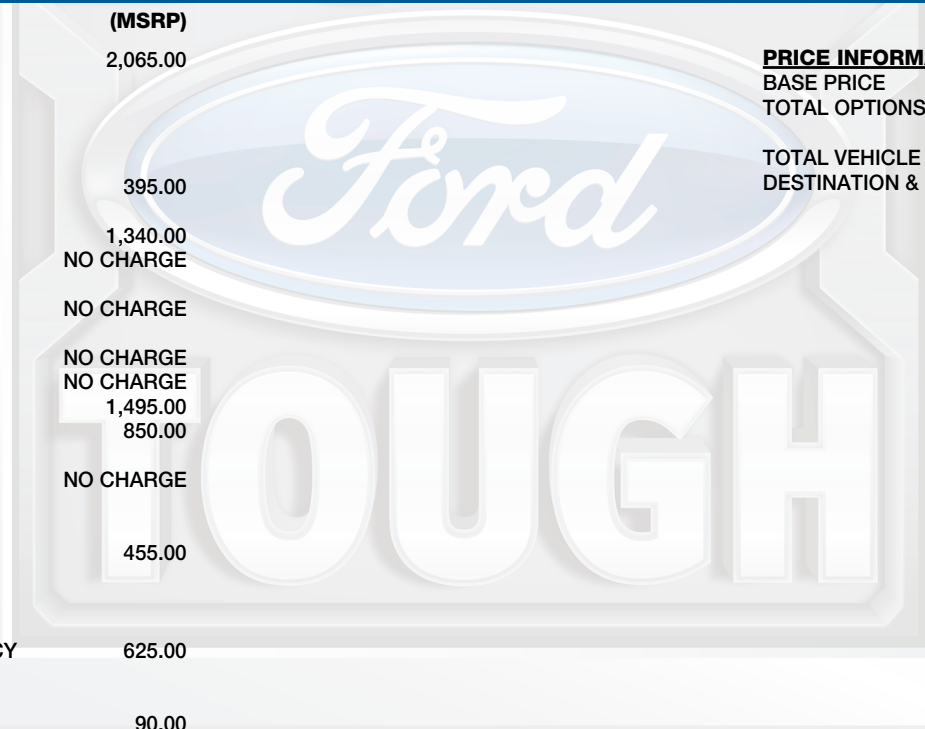 (MSRP)
2,065.00
395.00
1,340.00
NO CHARGE
NO CHARGE
NO CHARGE
NO CHARGE
1,495.00
850.00
NO CHARGE
455.00
CY 625.00
90.00
PRICE INFORMA
BASE PRICE
TOTAL OPTIONS
TOTAL VEHICLE
DESTINATION &
Ford
TOUGH